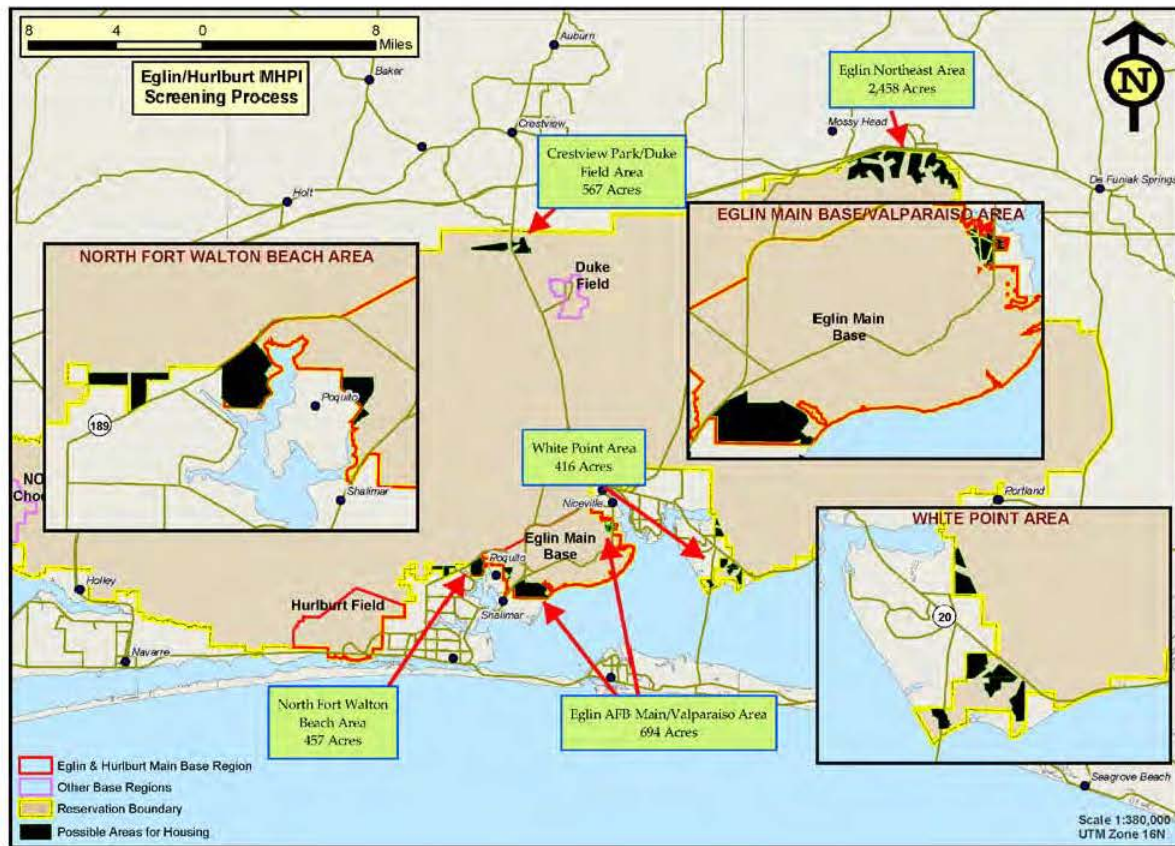 8 4 0 8
Miles
Eglin/Hurlburt MHPI
Screening Process
Auburn
Baker
Crestview
Holt
Mossy Head
De Funiak Springs
Eglin Northeast Area
2,458 Acres
N
Crestview Park/Duke
Field Area
567 Acres
Duke
Field
NORTH FORT WALTON BEACH AREA
189
Poquito
Shalimar
EGLIN MAIN BASE/VALPARAISO AREA
Eglin Main
Base
White Point Area
416 Acres
NO
Choc
Niceville
Eglin Main
Base
Poquito
Shalimar
Portland
Holley
Hurlburt Field
Navarre
WHITE POINT AREA
20
North Fort Walton
Beach Area
457 Acres
Eglin AFB Main/Valparaiso Area
694 Acres
Seagrove Beach
Eglin & Hurlburt Main Base Region
Other Base Regions
Reservation Boundary
Possible Areas for Housing
Scale 1:380,000
UTM Zone 16N